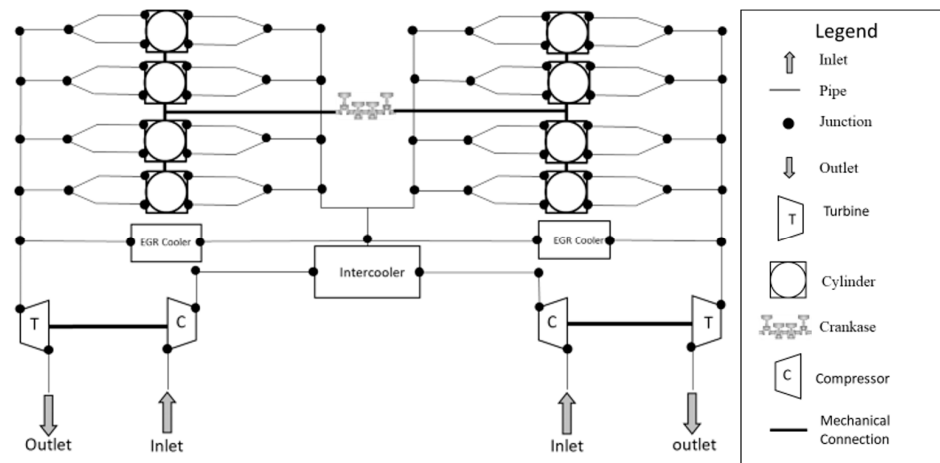 Legend
Inlet
Pipe
Junction
Outlet
T
Turbine
Cylinder
Crankase
C
Compressor
Mechanical
Connection
EGR Cooler
EGR Cooler
Intercooler
T
C
C
T
Outlet
Inlet
Inlet
outlet